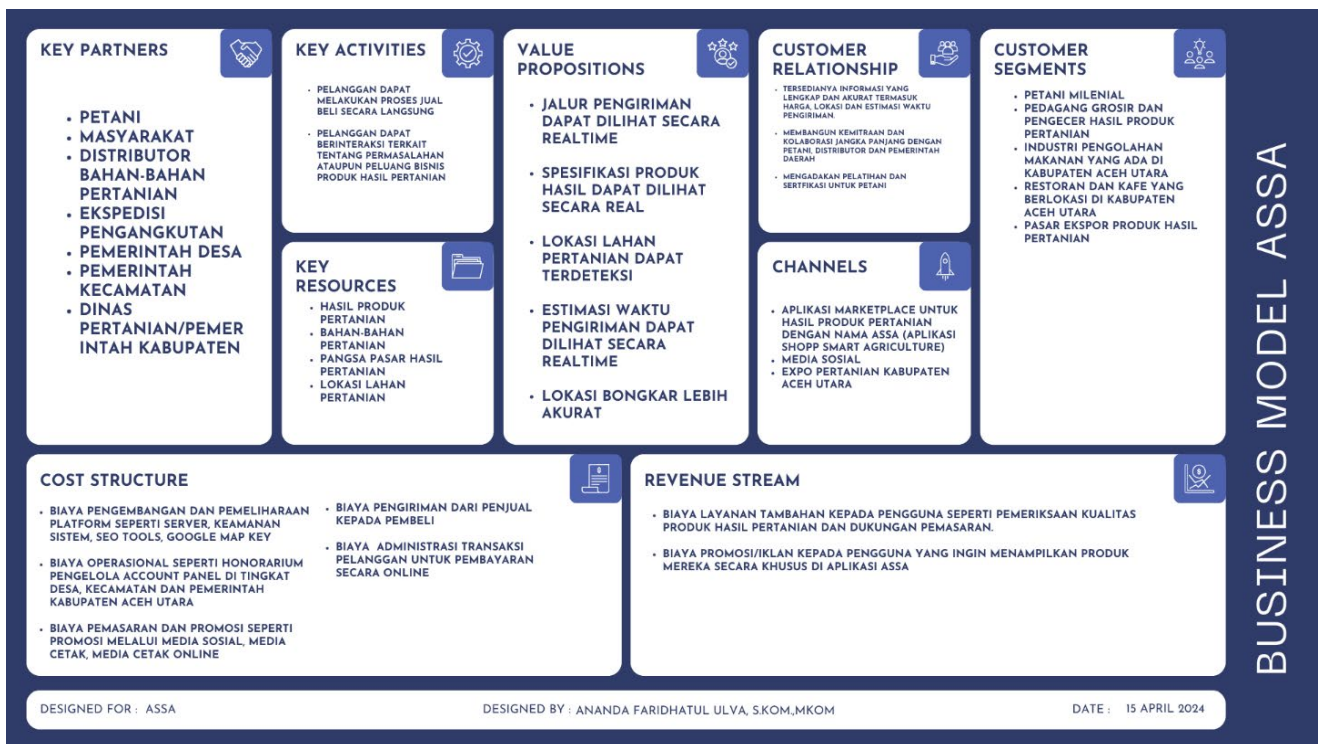 KEY PARTNERS
• PETANI
• MASYARAKAT
• DISTRIBUTOR
BAHAN-BAHAN
PERTANIAN
• EKSPEDISI
PENGANGKUTAN
• PEMERINTAH DESA
• PEMERINTAH
KECAMATAN
• DINAS
PERTANIAN/PEMER
INTAH KABUPATEN
KEY ACTIVITIES
• PELANGGAN DAPAT
MELAKUKAN PROSES JUAL
BELI SECARA LANGSUNG
• PELANGGAN DAPAT
BERINTERAKSI TERKAIT
TENTANG PERMASALAHAN
ATAUPUN PELUANG BISNIS
PRODUK HASIL PERTANIAN
KEY
RESOURCES
• HASIL PRODUK
PERTANIAN
• BAHAN-BAHAN
PERTANIAN
• PANGSA PASAR HASIL
PERTANIAN
• LOKASI LAHAN
PERTANIAN
VALUE
PROPOSITIONS
• JALUR PENGIRIMAN
DAPAT DILIHAT SECARA
REALTIME
• SPESIFIKASI PRODUK
HASIL DAPAT DILIHAT
SECARA REAL
• LOKASI LAHAN
PERTANIAN DAPAT
TERDETEKSI
• ESTIMASI WAKTU
PENGIRIMAN DAPAT
DILIHAT SECARA
REALTIME
• LOKASI BONGKAR LEBIH
AKURAT
CUSTOMER
RELATIONSHIP
• TERSEDIANYA INFORMASI YANG
LENGKAP DAN AKURAT TERMASUK
HARGA, LOKASI DAN ESTIMASI WAKTU
PENGIRIMAN.
• MEMBANGUN KEMITRAAN DAN
KOLABORASI JANGKA PANJANG DENGAN
PETANI, DISTRIBUTOR DAN PEMERINTAH
DAERAH
• MENGADAKAN PELATIHAN DAN
SERTFIKASI UNTUK PETANI
CHANNELS
• APLIKASI MARKETPLACE UNTUK
HASIL PRODUK PERTANIAN
DENGAN NAMA ASSA (APLIKASI
SHOPP SMART AGRICULTURE)
• MEDIA SOSIAL
• EXPO PERTANIAN KABUPATEN
ACEH UTARA
CUSTOMER
SEGMENTS
• PETANI MILENIAL
• PEDAGANG GROSIR DAN
PENGECER HASIL PRODUK
PERTANIAN
• INDUSTRI PENGOLAHAN
MAKANAN YANG ADA DI
KABUPATEN ACEH UTARA
• RESTORAN DAN KAFE YANG
BERLOKASI DI KABUPATEN
ACEH UTARA
• PASAR EKSPOR PRODUK HASIL
PERTANIAN
COST STRUCTURE
• BIAYA PENGEMBANGAN DAN PEMELIHARAAN
PLATFORM SEPERTI SERVER, KEAMANAN
SISTEM, SEO TOOLS, GOOGLE MAP KEY
• BIAYA OPERASIONAL SEPERTI HONORARIUM
PENGELOLA ACCOUNT PANEL DI TINGKAT
DESA, KECAMATAN DAN PEMERINTAH
KABUPATEN ACEH UTARA
• BIAYA PEMASARAN DAN PROMOSI SEPERTI
PROMOSI MELALUI MEDIA SOSIAL, MEDIA
CETAK, MEDIA CETAK ONLINE
• BIAYA PENGIRIMAN DARI PENJUAL
KEPADA PEMBELI
• BIAYA ADMINISTRASI TRANSAKSI
PELANGGAN UNTUK PEMBAYARAN
SECARA ONLINE
REVENUE STREAM
• BIAYA LAYANAN TAMBAHAN KEPADA PENGGUNA SEPERTI PEMERIKSAAN KUALITAS
PRODUK HASIL PERTANIAN DAN DUKUNGAN PEMASARAN.
• BIAYA PROMOSI/IKLAN KEPADA PENGGUNA YANG INGIN MENAMPILKAN PRODUK
MEREKA SECARA KHUSUS DI APLIKASI ASSA
BUSINESS MODEL ASSA
DESIGNED FOR : ASSA
DESIGNED BY : ANANDA FARIDHATUL ULVA, S.KOM.,MKOM
DATE : 15 APRIL 2024